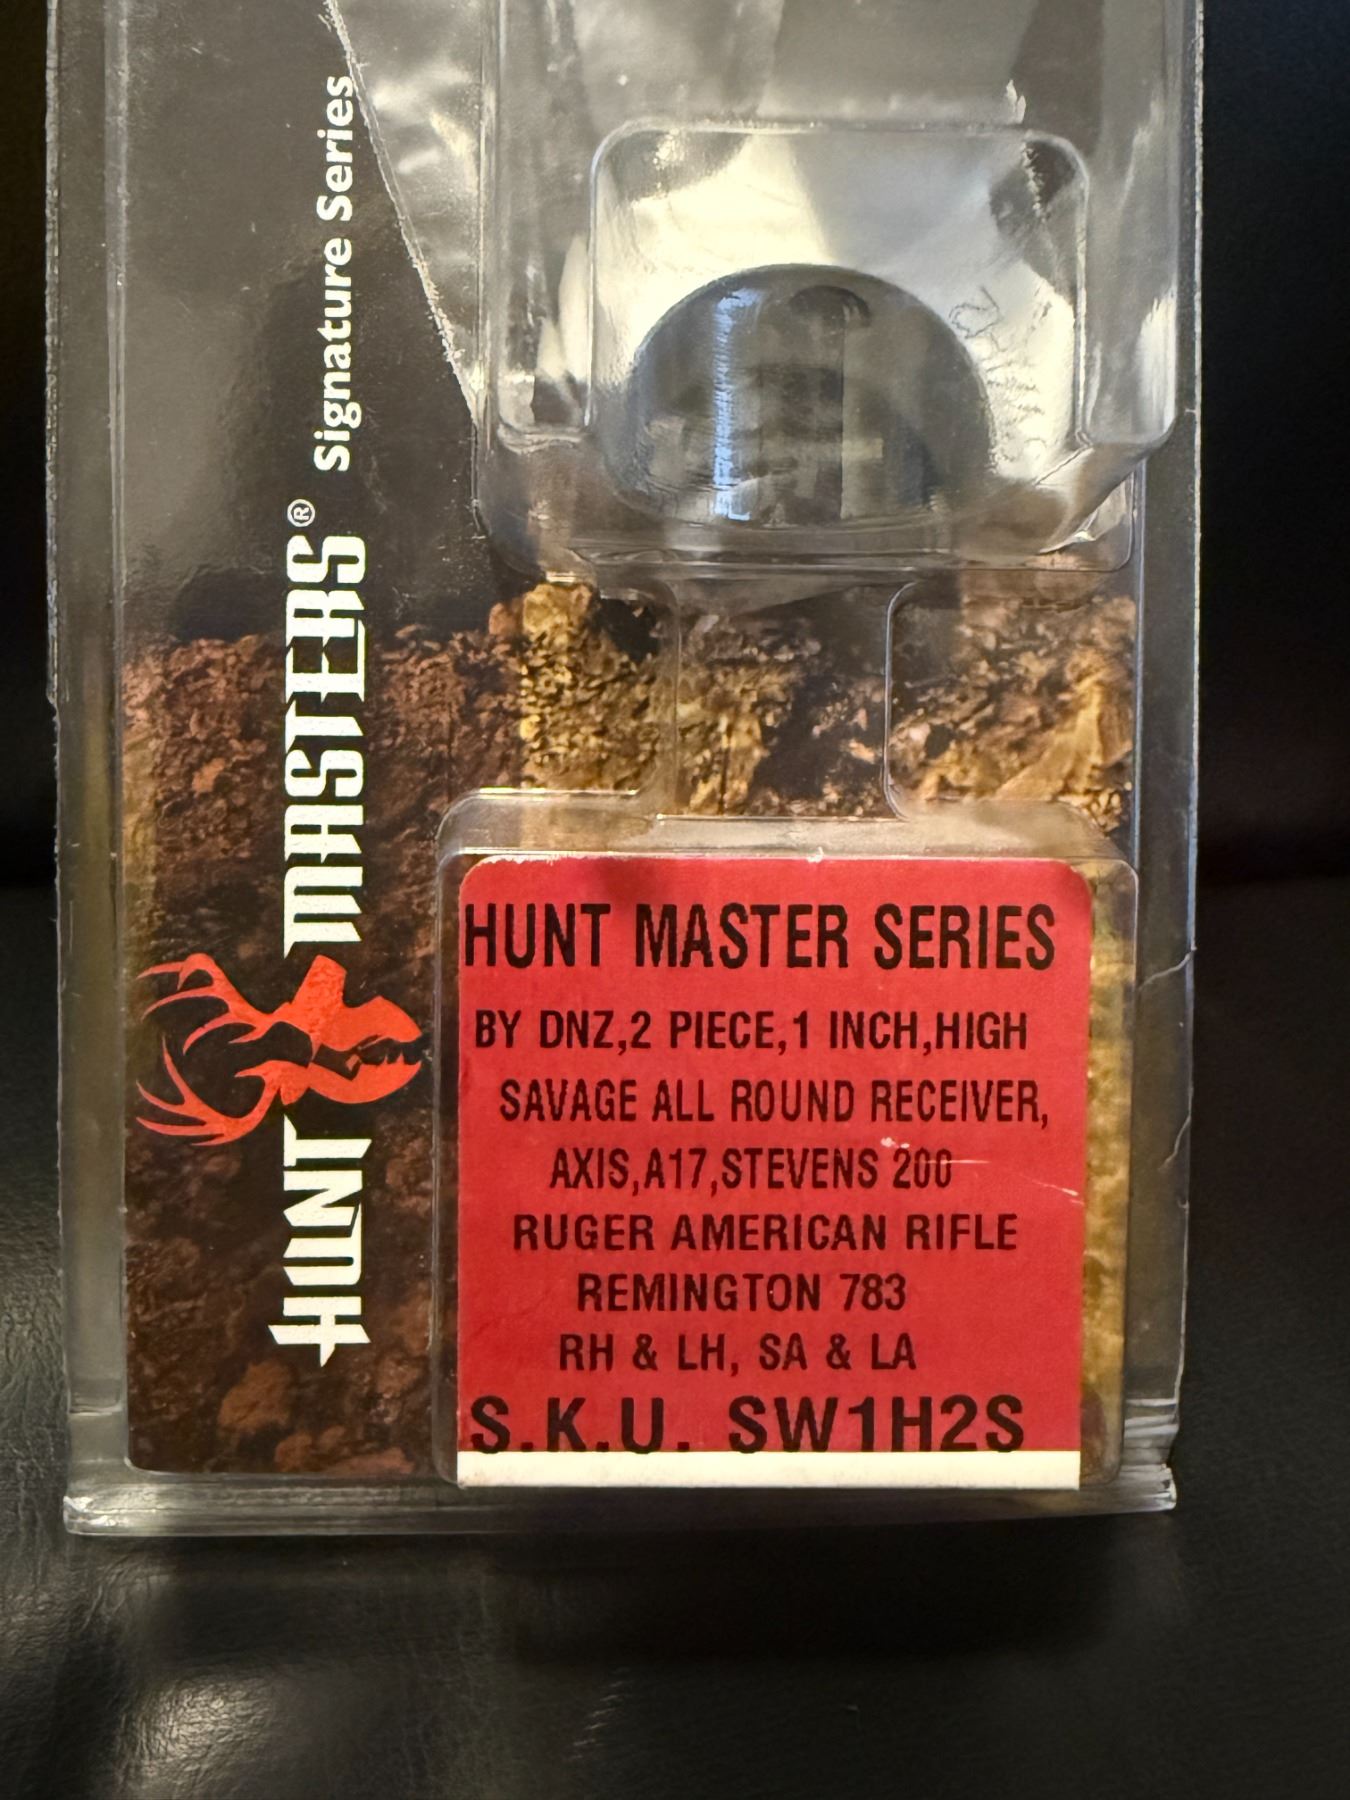 HUNT MASTERS® Signature Series
HUNT MASTER SERIES
BY DNZ,2 PIECE,1 INCH,HIGH
SAVAGE ALL ROUND RECEIVER,
AXIS,A17,STEVENS 200
RUGER AMERICAN RIFLE
REMINGTON 783
RH & LH, SA & LA
S.K.U. SW1H2S